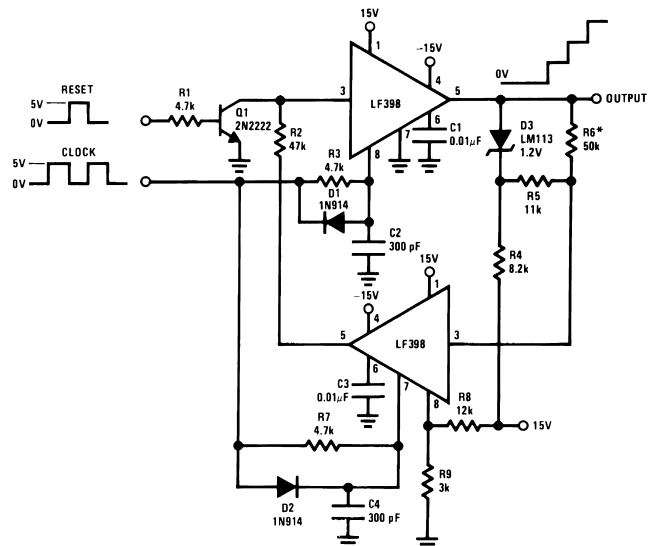 15V
1
−15V
4
0V
RESET
5V
0V
R1
4.7k
Q1
2N2222
3
LF398
5
OUTPUT
R2
47k
6
C1
0.01µF
7
8
D3
LM113
1.2V
R6*
50k
CLOCK
5V
0V
R3
4.7k
D1
1N914
R5
11k
C2
300 pF
R4
8.2k
15V
1
−15V
4
5
LF398
3
6
7
8
C3
0.01µF
R8
12k
15V
R7
4.7k
R9
3k
D2
1N914
C4
300 pF